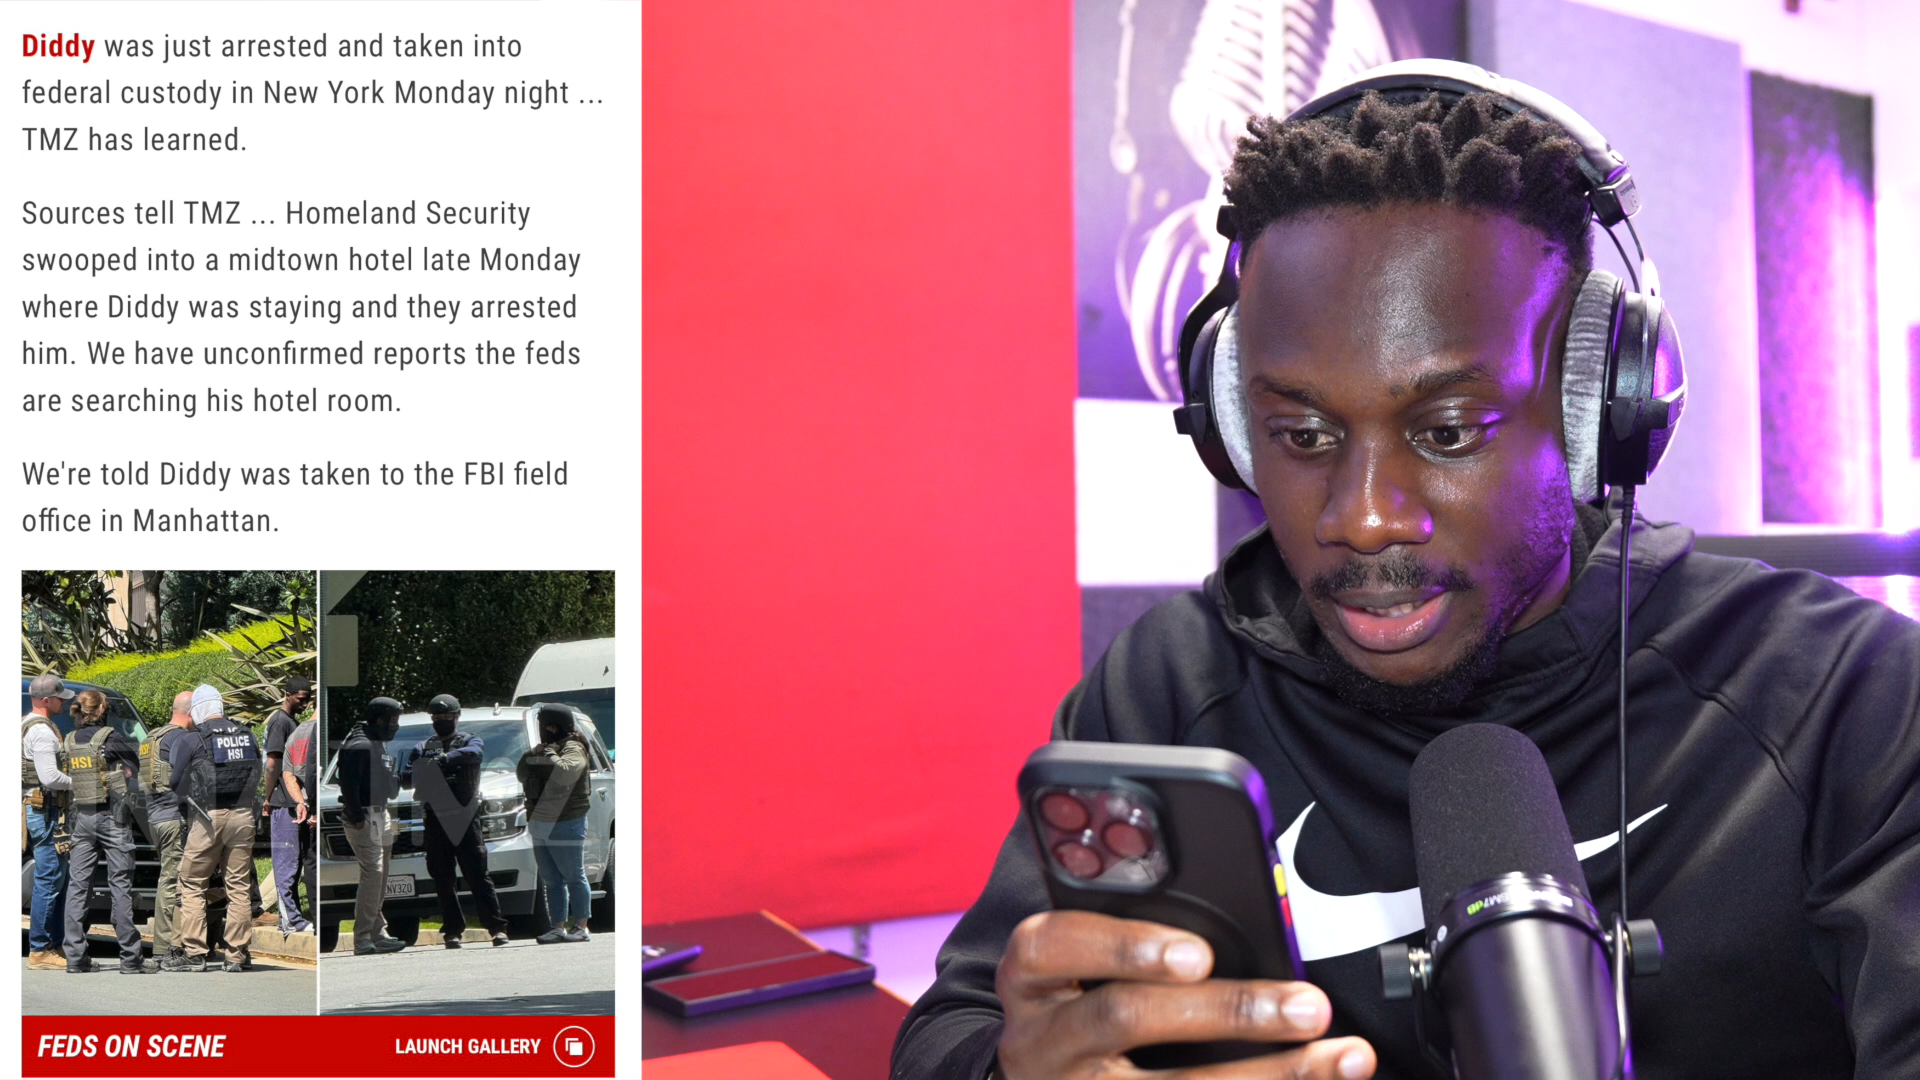 Diddy was just arrested and taken into
federal custody in New York Monday night ...
TMZ has learned.
Sources tell TMZ ... Homeland Security
swooped into a midtown hotel late Monday
where Diddy was staying and they arrested
him. We have unconfirmed reports the feds
are searching his hotel room.
We're told Diddy was taken to the FBI field
office in Manhattan.
HSI
POLICE
HSI
TMZ
FEDS ON SCENE
LAUNCH GALLERY
SM7dB